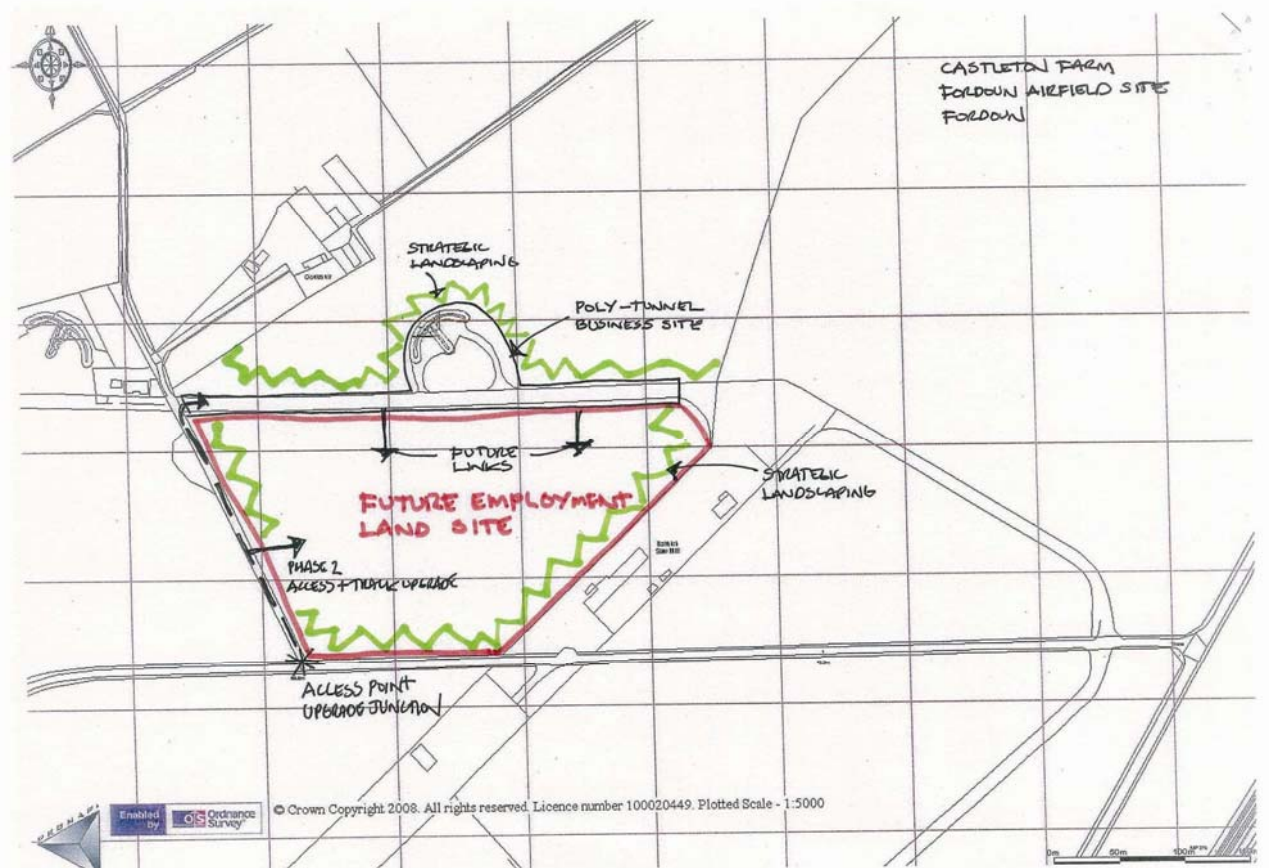 CASTLETON FARM
FORDOUN AIRFIELD SITE
FORDOUN
STRATEGIC
LANDSCAPING
POLY-TUNNEL
BUSINESS SITE
FUTURE
LINKS
STRATEGIC
LANDSCAPING
FUTURE EMPLOYMENT
LAND SITE
PHASE 2
ACCESS + TRACK UPGRADE
ACCESS POINT
UPGRADE JUNCTION
Enabled
by
OS Ordnance
Survey
© Crown Copyright 2008. All rights reserved. Licence number 100020449. Plotted Scale - 1:5000
0m 50m 100m